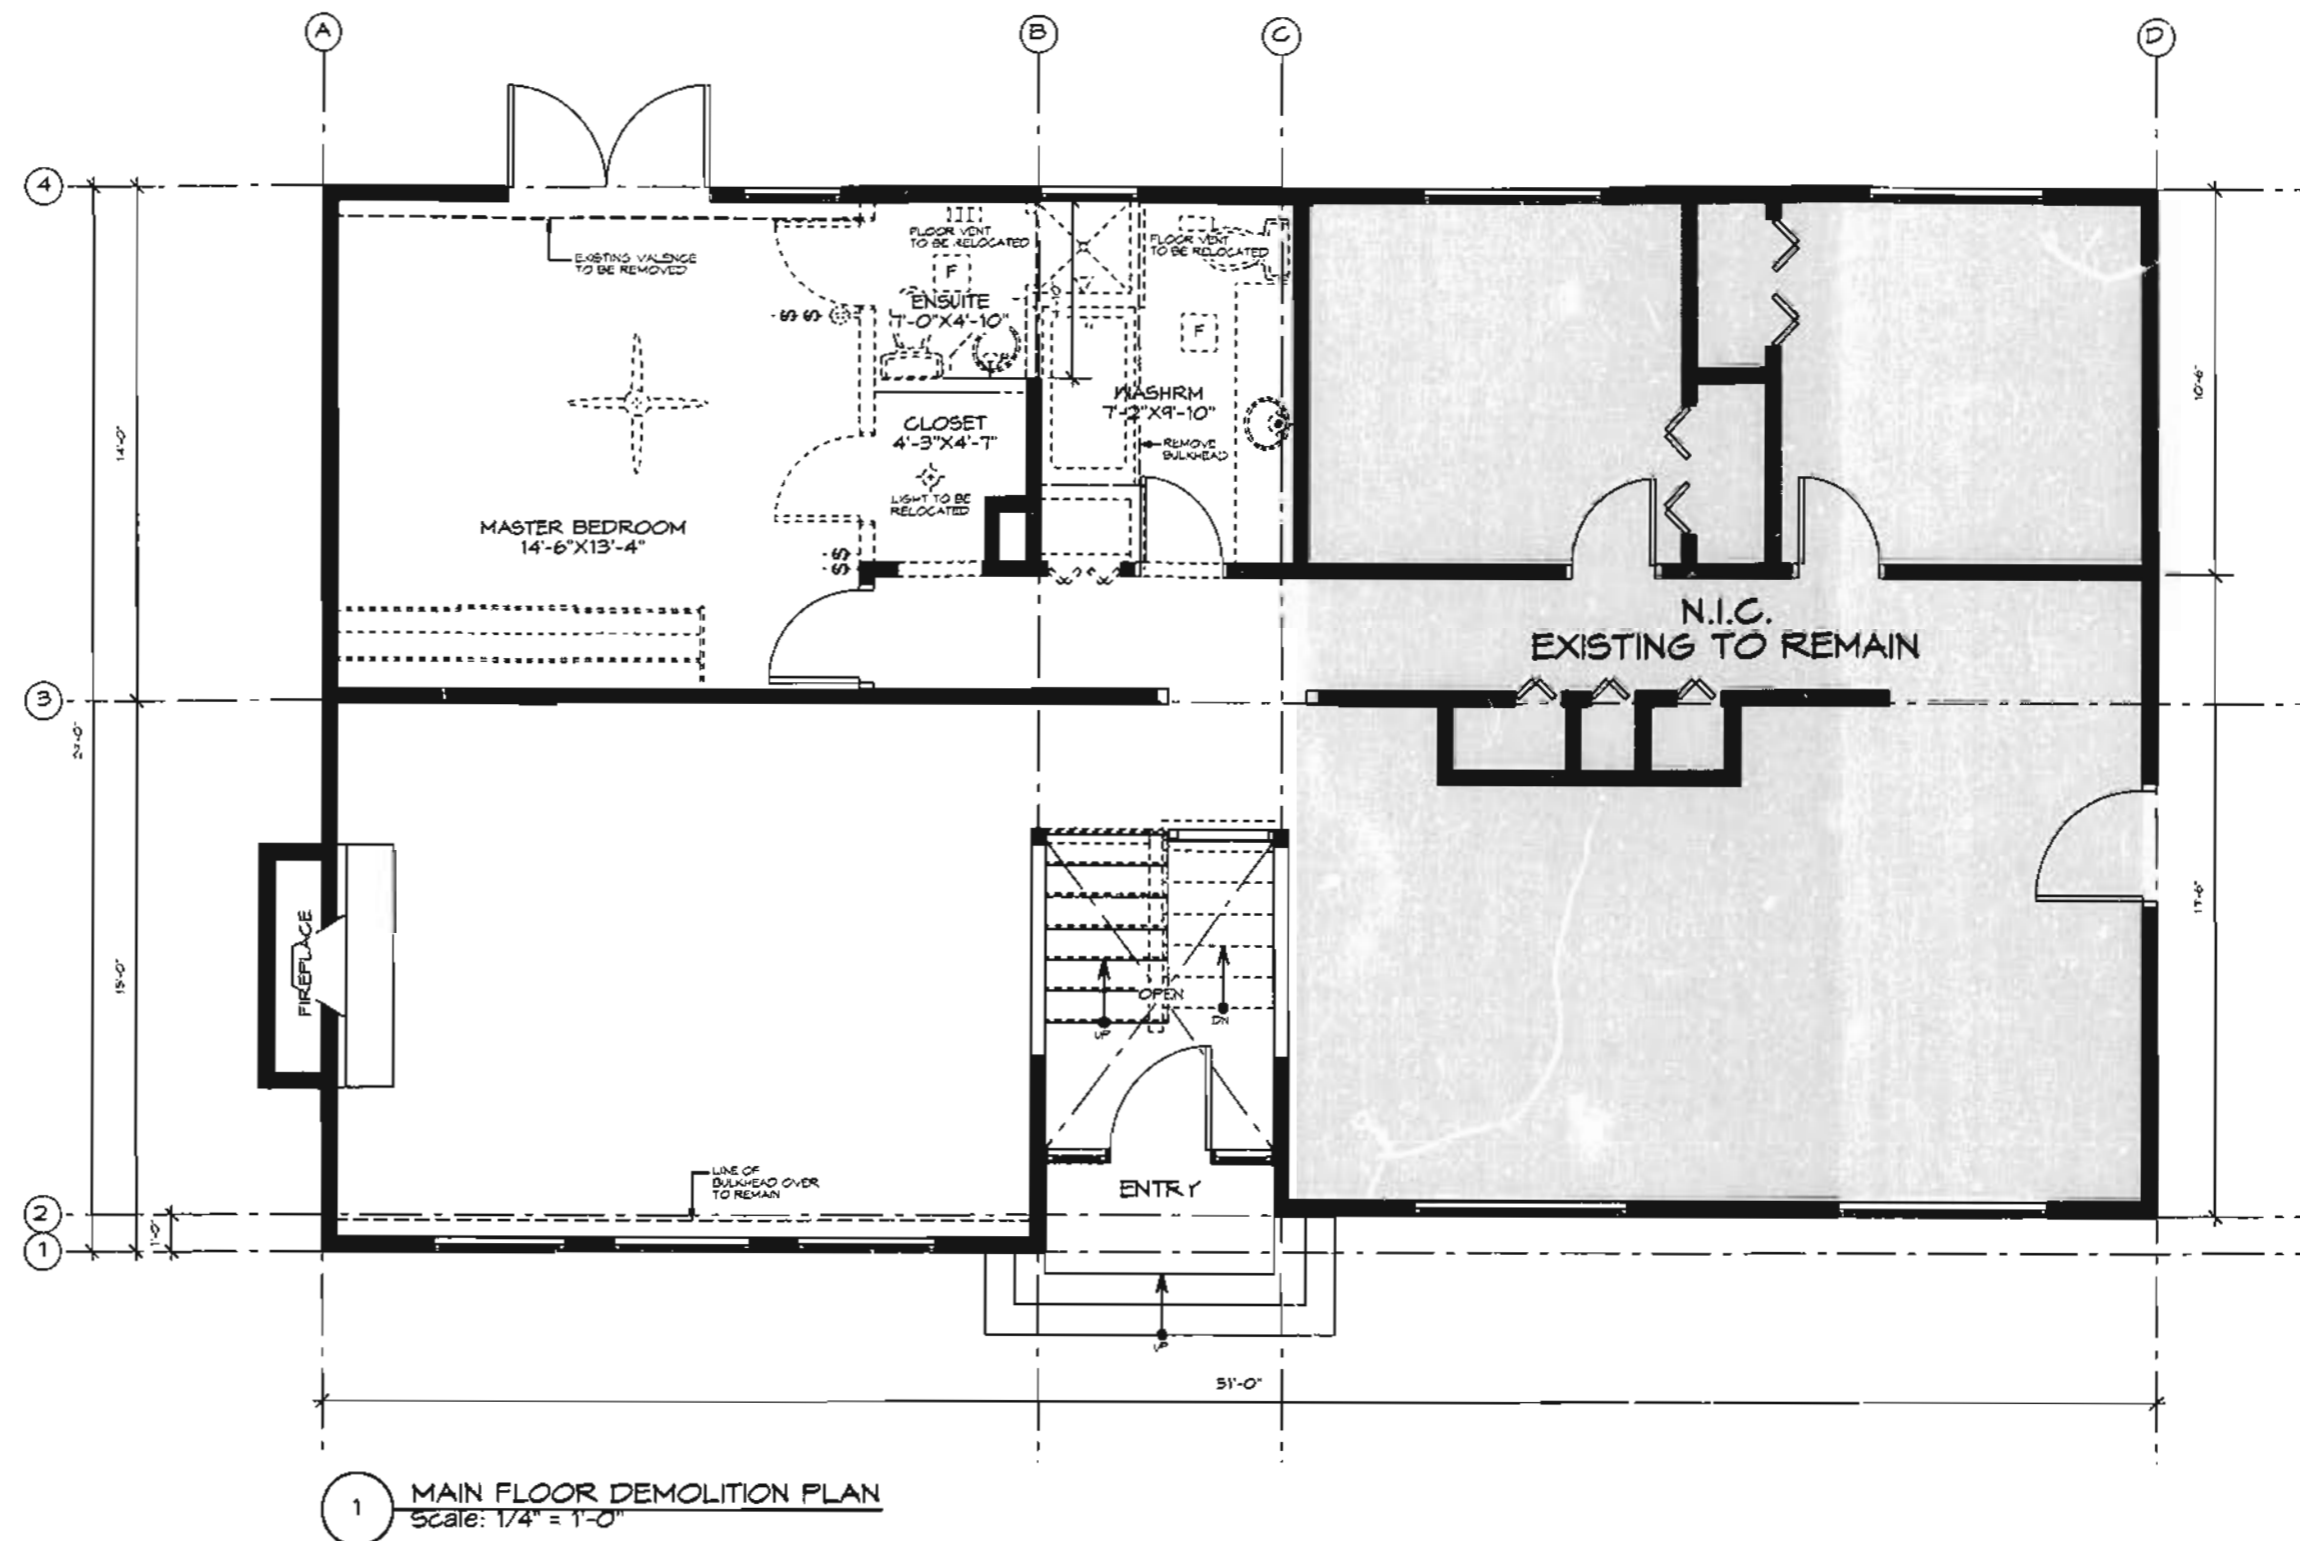 A
B
C
D
4
3
2
1
EXISTING VALENCE
TO BE REMOVED
FLOOR VENT
TO BE RELOCATED
FLOOR VENT
TO BE RELOCATED
F
ENSUITE
7'-0"X4'-10"
F
WASHRM
7'-2"X9'-10"
REMOVE
BULKHEAD
CLOSET
4'-3"X4'-7"
LIGHT TO BE
RELOCATED
MASTER BEDROOM
14'-6"X13'-4"
N.I.C.
EXISTING TO REMAIN
14'-0"
10'-6"
15'-0"
17'-6"
1'-0"
FIREPLACE
OPEN
UP
DN
LINE OF
BULKHEAD OVER
TO REMAIN
ENTRY
UP
51'-0"
1
MAIN FLOOR DEMOLITION PLAN
Scale: 1/4" = 1'-0"